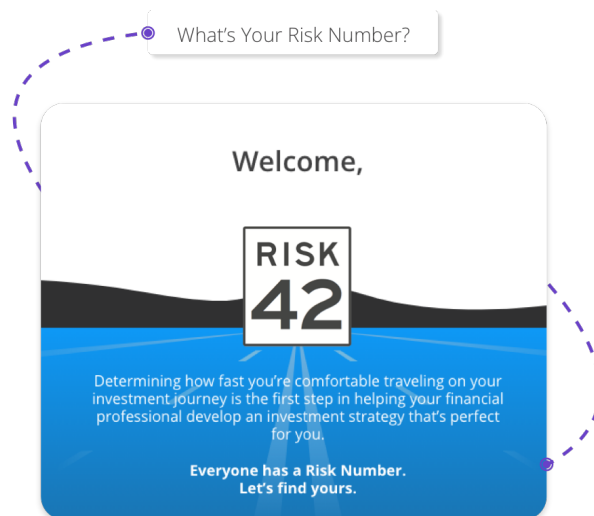 What's Your Risk Number?
Welcome,
RISK
42
Determining how fast you're comfortable traveling on your
investment journey is the first step in helping your financial
professional develop an investment strategy that's perfect
for you.
Everyone has a Risk Number.
Let's find yours.